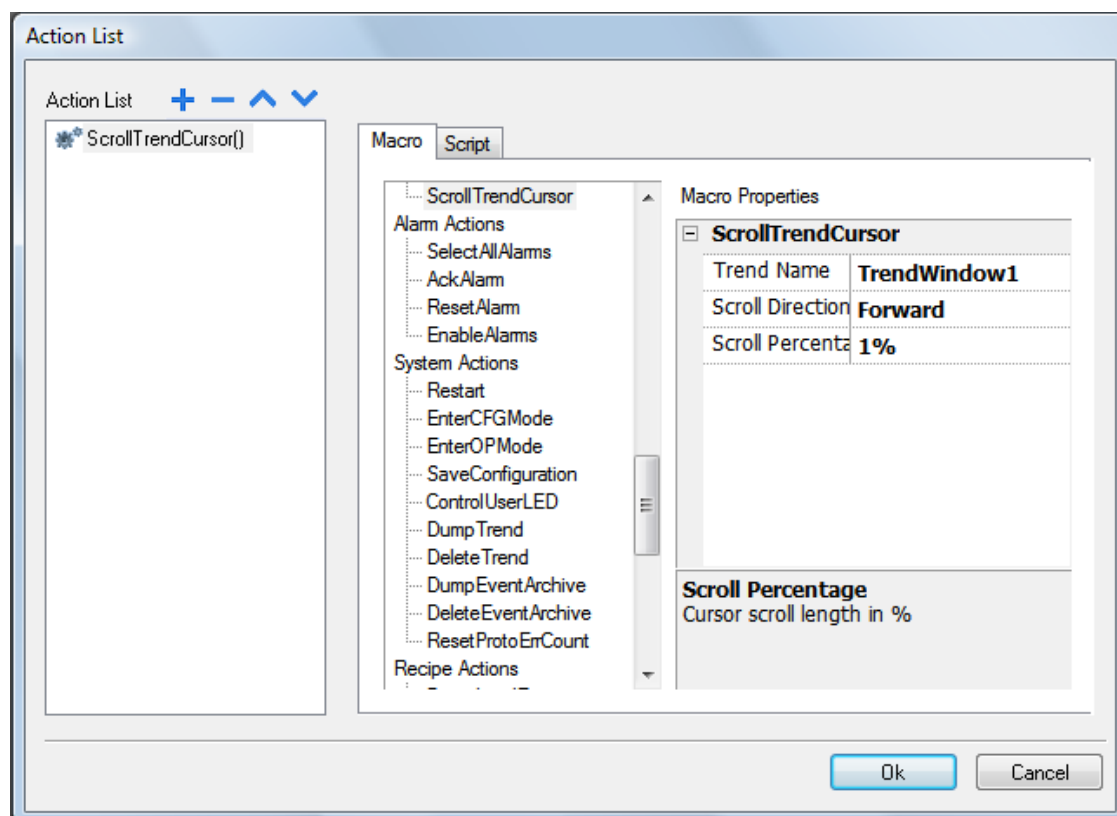 Action List
Action List
ScrollTrendCursor()
Macro
Script
ScrollTrendCursor
Alarm Actions
SelectAllAlarms
AckAlarm
ResetAlarm
EnableAlarms
System Actions
Restart
EnterCFGMode
EnterOPMode
SaveConfiguration
ControlUserLED
DumpTrend
DeleteTrend
DumpEventArchive
DeleteEventArchive
ResetProtoErrCount
Recipe Actions
Macro Properties
ScrollTrendCursor
Trend Name TrendWindow1
Scroll Direction Forward
Scroll Percenta 1%
Scroll Percentage
Cursor scroll length in %
Ok
Cancel